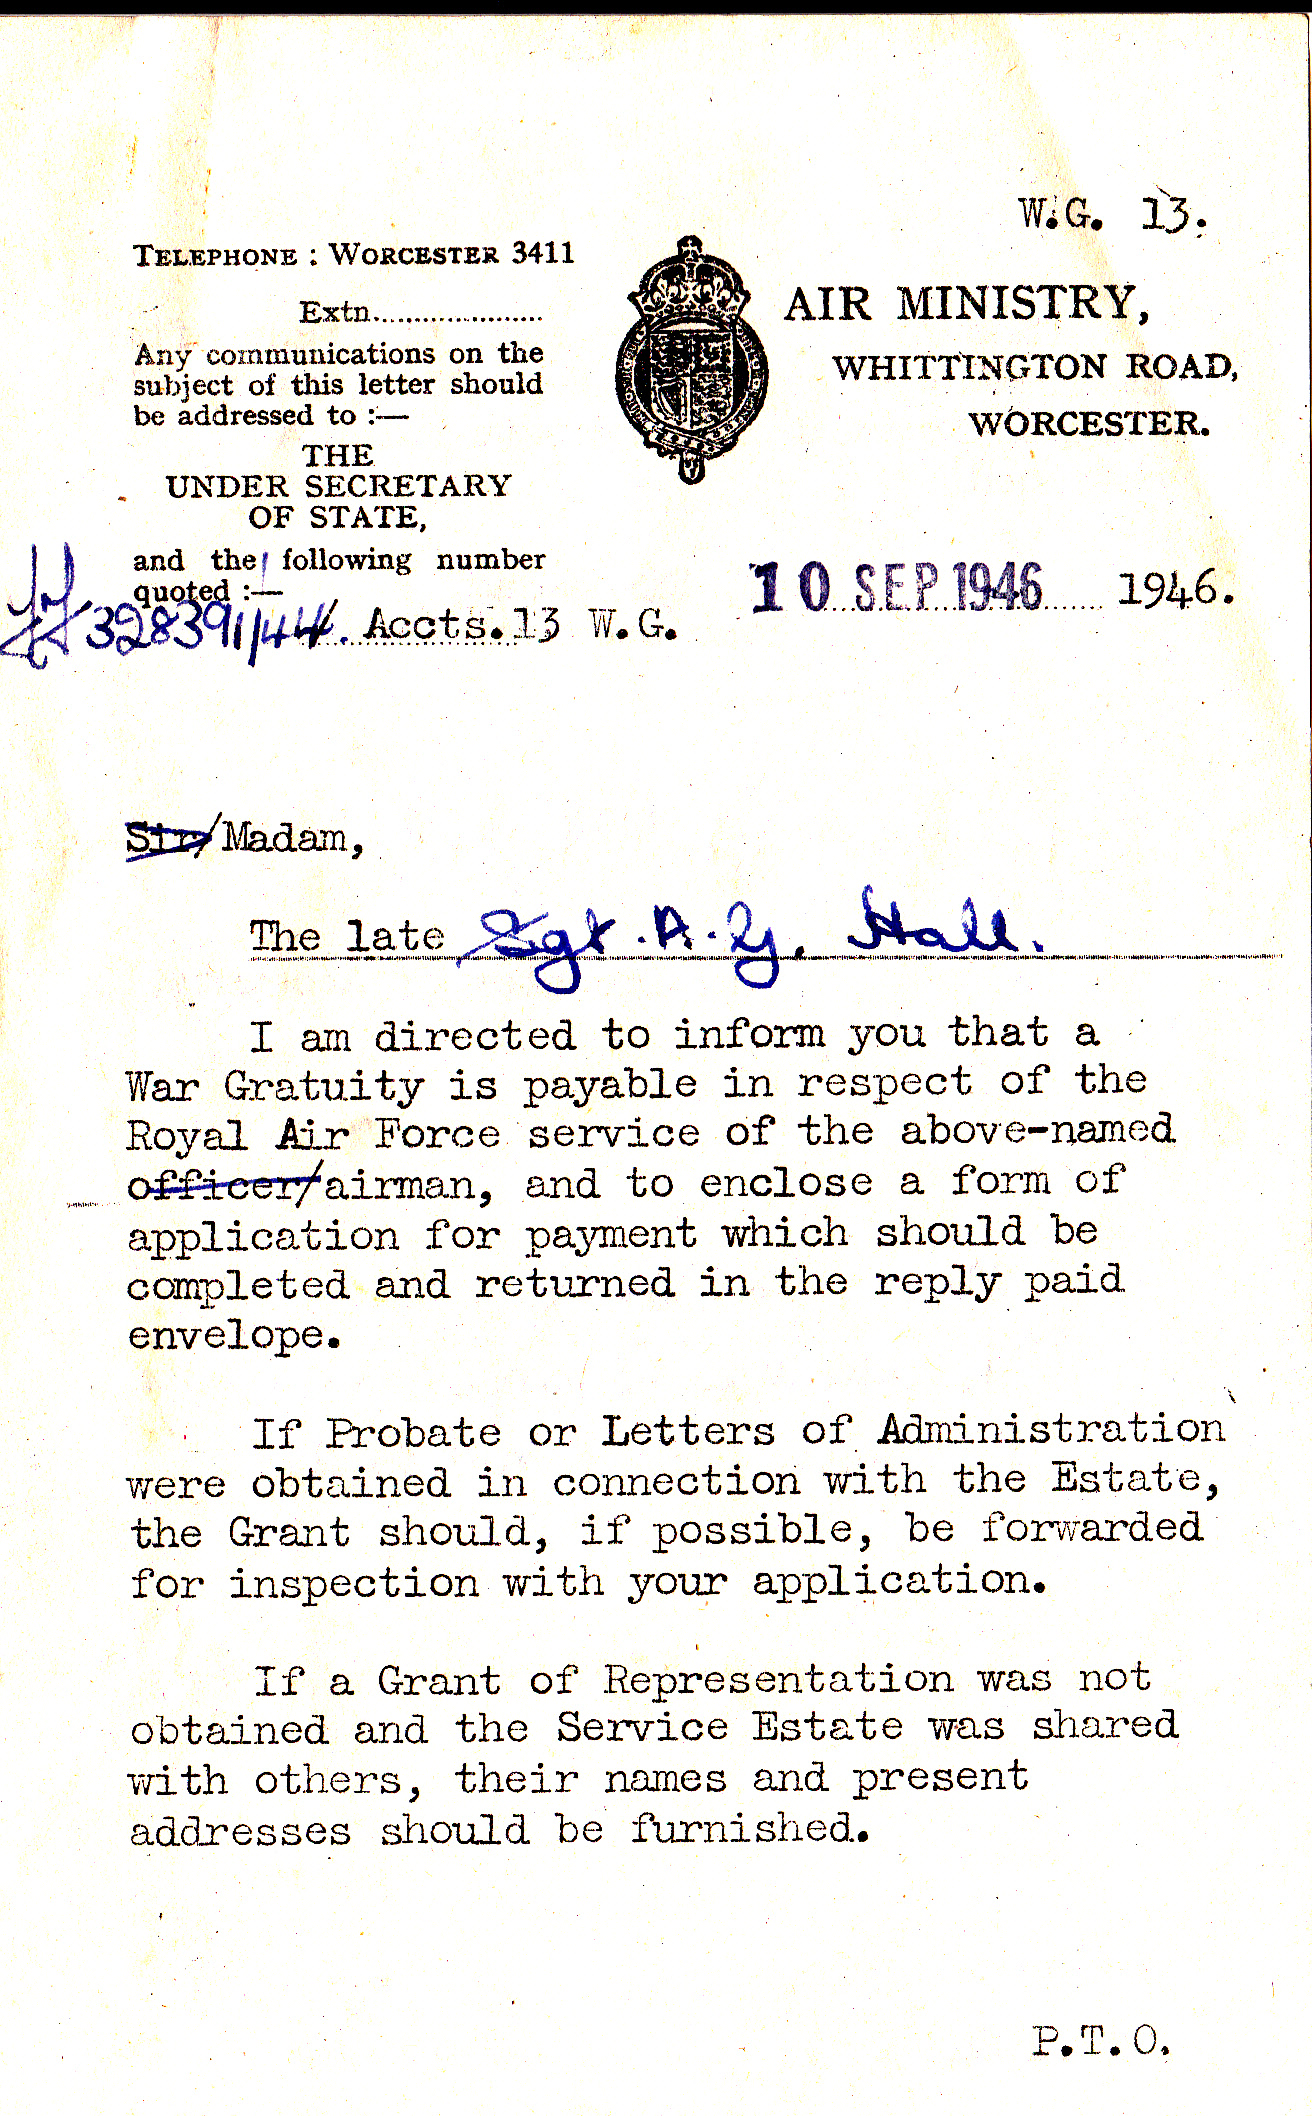 W.G. 13.
TELEPHONE : WORCESTER 3411
Extn.....................
Any communications on the
subject of this letter should
be addressed to :—
THE
UNDER SECRETARY
OF STATE,
and the following number
quoted :—
328391/44. Accts.13 W.G.
AIR MINISTRY,
WHITTINGTON ROAD,
WORCESTER.
10 SEP 1946 1946.
Sir/Madam,
The late Sgt. A. G. Hall.
I am directed to inform you that a
War Gratuity is payable in respect of the
Royal Air Force service of the above-named
officer/airman, and to enclose a form of
application for payment which should be
completed and returned in the reply paid
envelope.
If Probate or Letters of Administration
were obtained in connection with the Estate,
the Grant should, if possible, be forwarded
for inspection with your application.
If a Grant of Representation was not
obtained and the Service Estate was shared
with others, their names and present
addresses should be furnished.
P.T.O.